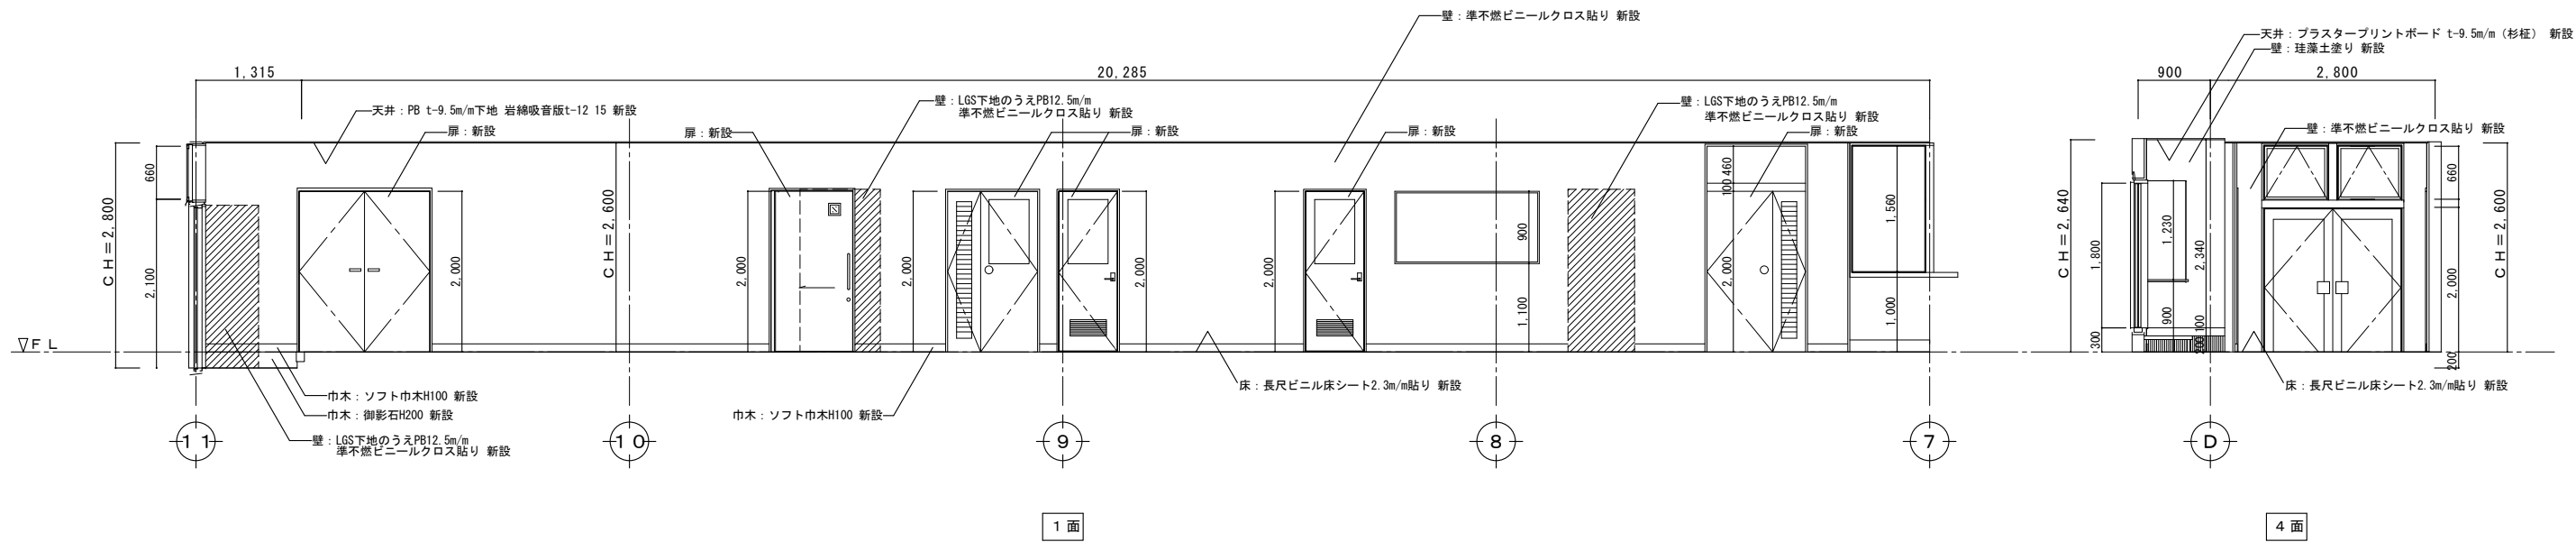 壁：準不燃ビニールクロス貼り 新設
天井：プラスタープリントボード t-9.5m/m（杉柾） 新設
壁：珪藻土塗り 新設
1,315
20,285
900
2,800
天井：PB t-9.5m/m下地 岩綿吸音版t-12 15 新設
壁：LGS下地のうえPB12.5m/m
準不燃ビニールクロス貼り 新設
壁：LGS下地のうえPB12.5m/m
準不燃ビニールクロス貼り 新設
扉：新設
扉：新設
扉：新設
扉：新設
扉：新設
壁：準不燃ビニールクロス貼り 新設
ＣＨ＝2,800
660
2,100
2,000
ＣＨ＝2,600
2,000
2,000
2,000
2,000
900
1,100
460
100
2,000
1,560
1,000
ＣＨ＝2,640
1,800
300
1,230
900
2,340
100
200
660
2,000
200
ＣＨ＝2,600
▽ＦＬ
巾木：ソフト巾木H100 新設
巾木：御影石H200 新設
壁：LGS下地のうえPB12.5m/m
準不燃ビニールクロス貼り 新設
巾木：ソフト巾木H100 新設
床：長尺ビニル床シート2.3m/m貼り 新設
床：長尺ビニル床シート2.3m/m貼り 新設
11
10
9
8
7
D
1 面
4 面